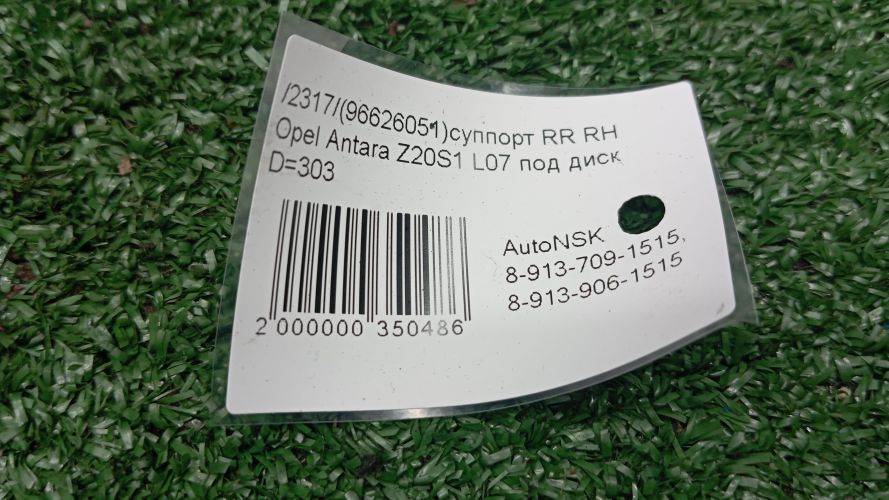 /2317/(96626051)суппорт RR RH
Opel Antara Z20S1 L07 под диск
D=303
AutoNSK
8-913-709-1515,
8-913-906-1515
2 000000 350486